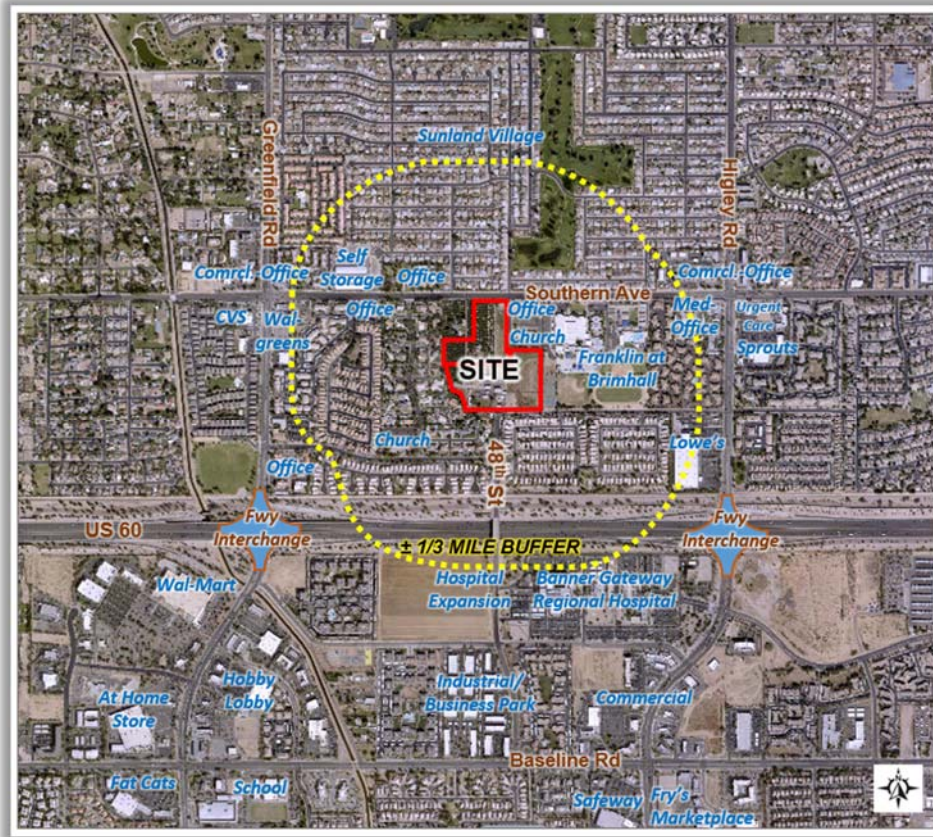 Sunland Village
Greenfield Rd
Higley Rd
Comrcl.-Office
Self
Storage
Office
Comrcl.-Office
Southern Ave
CVS
Wal-
greens
Office
Office
Church
Med-
Office
Urgent
Care
Sprouts
SITE
Franklin at
Brimhall
Church
48th St
Lowe's
Office
US 60
Fwy
Interchange
Fwy
Interchange
± 1/3 MILE BUFFER
Wal-Mart
Hospital
Expansion
Banner Gateway
Regional Hospital
At Home
Store
Hobby
Lobby
Industrial/
Business Park
Commercial
Baseline Rd
Fat Cats
School
Safeway
Fry's
Marketplace
N